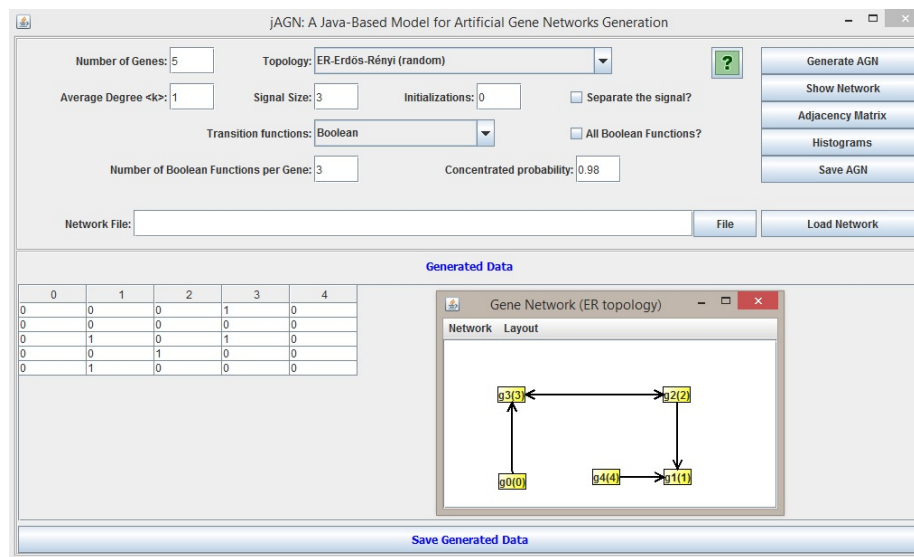 jAGN: A Java-Based Model for Artificial Gene Networks Generation
Number of Genes: 5 Topology: ER-Erdös-Rényi (random) ? Generate AGN
Average Degree <k>: 1 Signal Size: 3 Initializations: 0 Separate the signal? Show Network
Adjacency Matrix
Transition functions: Boolean All Boolean Functions?
Histograms
Number of Boolean Functions per Gene: 3 Concentrated probability: 0.98 Save AGN
Network File: File Load Network
Generated Data
0 1 2 3 4
0 0 0 1 0
0 0 0 0 0
0 1 0 1 0
0 0 1 0 0
0 1 0 0 0
Gene Network (ER topology)
Network Layout
g3(3) g2(2)
g0(0) g4(4) g1(1)
Save Generated Data